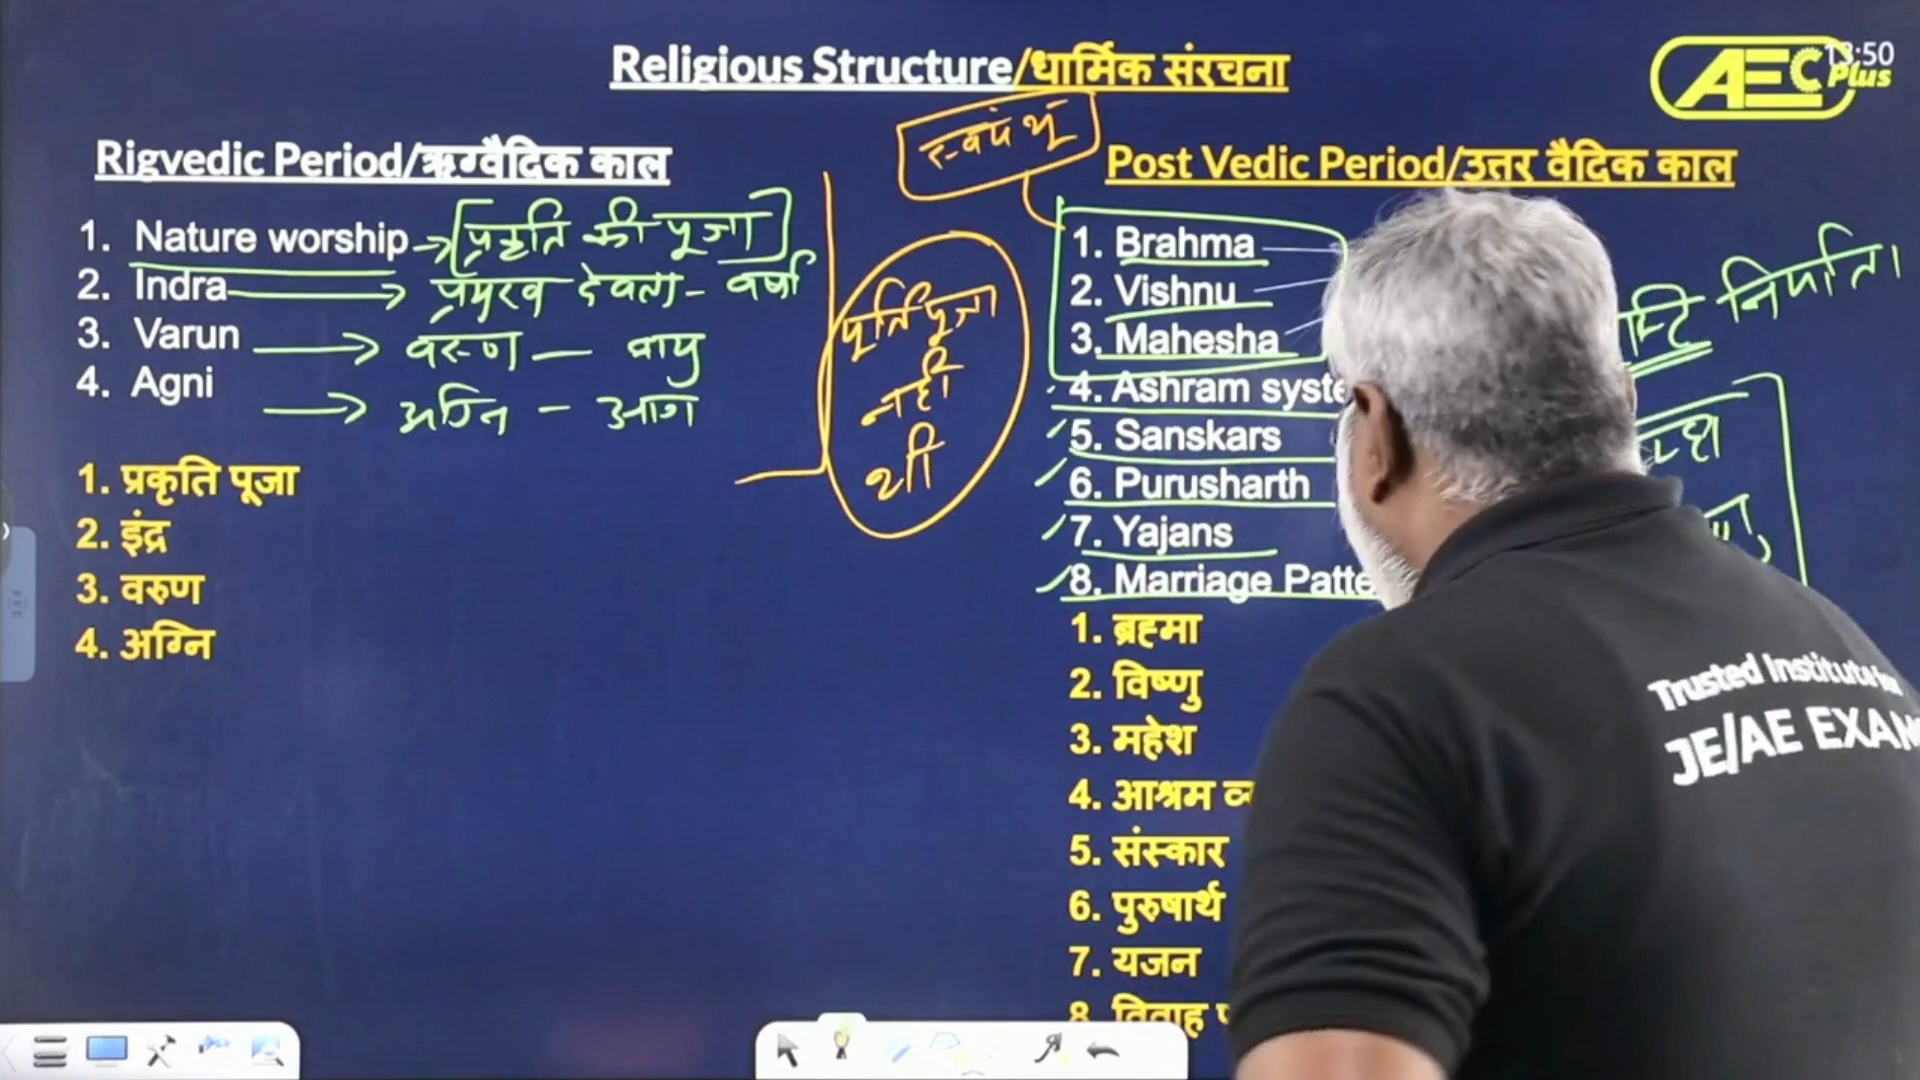 Religious Structure/धार्मिक संरचना
AEC Plus
13:50
स्वयंभू
Rigvedic Period/ऋग्वैदिक काल
1. Nature worship → [प्रकृति की पूजा]
2. Indra → प्रमुख देवता - वर्षा
3. Varun → वरुण — वायु
4. Agni → अग्नि - आग
1. प्रकृति पूजा
2. इंद्र
3. वरुण
4. अग्नि
मूर्ति पूजा
नहीं
थी
Post Vedic Period/उत्तर वैदिक काल
1. Brahma
2. Vishnu
3. Mahesha
निर्माता।
4. Ashram syste
5. Sanskars
6. Purusharth
7. Yajans
8. Marriage Patte
1. ब्रह्मा
2. विष्णु
3. महेश
4. आश्रम
5. संस्कार
6. पुरुषार्थ
7. यजन
8. विवाह
Trusted Institute
JE/AE EXAM